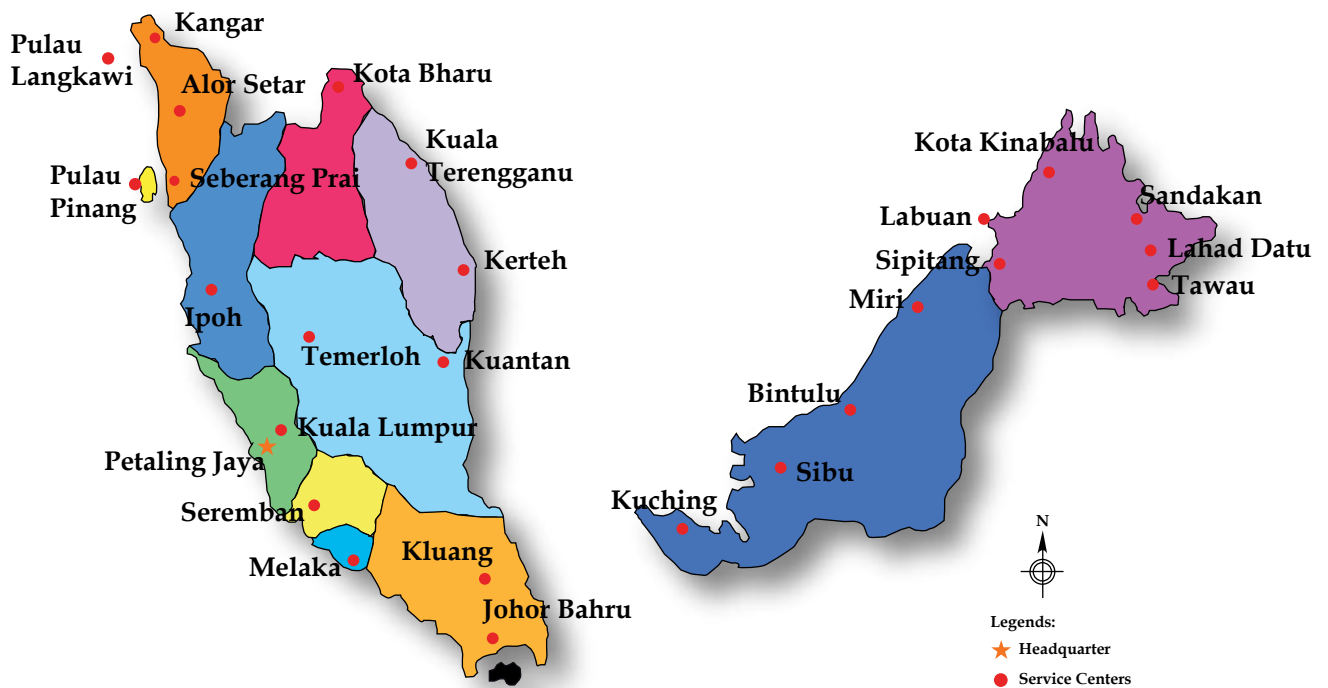 Kangar
Pulau
Langkawi
Alor Setar
Kota Bharu
Kuala
Terengganu
Pulau
Pinang
Seberang Prai
Kerteh
Ipoh
Temerloh
Kuantan
Kuala Lumpur
Petaling Jaya
Seremban
Melaka
Kluang
Johor Bahru
Kota Kinabalu
Sandakan
Labuan
Lahad Datu
Sipitang
Tawau
Miri
Bintulu
Sibu
Kuching
N
Legends:
Headquarter
Service Centers